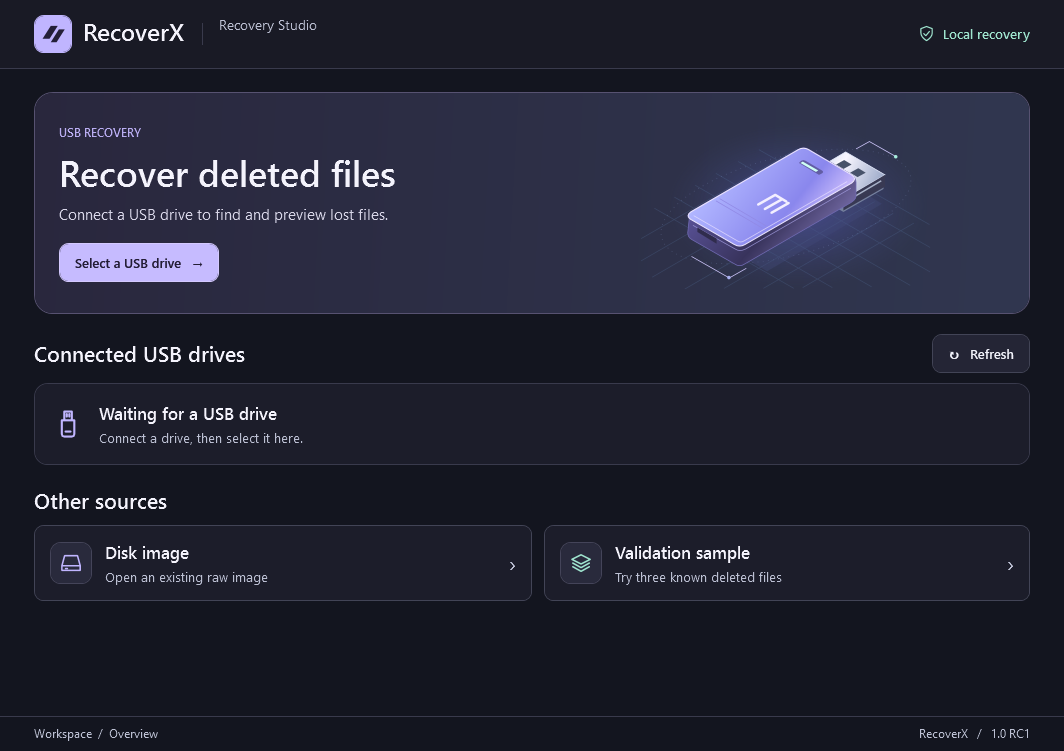 RecoverX
Recovery Studio
Local recovery
USB RECOVERY
Recover deleted files
Connect a USB drive to find and preview lost files.
Select a USB drive →
Connected USB drives
↻ Refresh
Waiting for a USB drive
Connect a drive, then select it here.
Other sources
Disk image
Open an existing raw image
›
Validation sample
Try three known deleted files
›
Workspace / Overview
RecoverX / 1.0 RC1